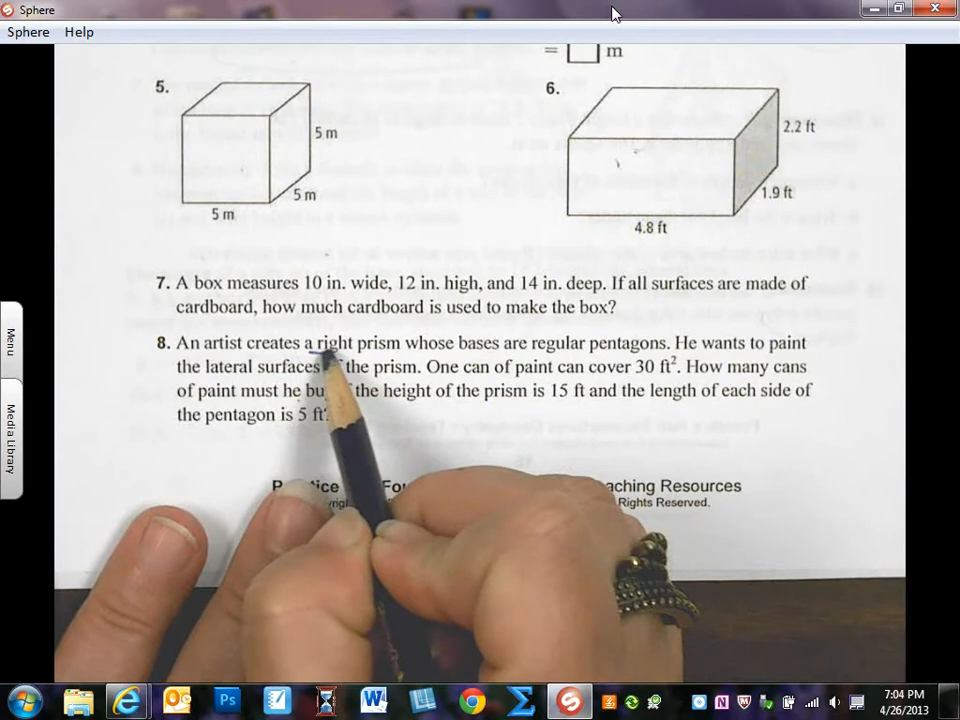 Sphere
Sphere Help
= m
5.
5 m
5 m
5 m
6.
2.2 ft
1.9 ft
4.8 ft
7. A box measures 10 in. wide, 12 in. high, and 14 in. deep. If all surfaces are made of
cardboard, how much cardboard is used to make the box?
8. An artist creates a right prism whose bases are regular pentagons. He wants to paint
the lateral surfaces the prism. One can of paint can cover 30 ft². How many cans
of paint must he the height of the prism is 15 ft and the length of each side of
the pentagon is 5 ft?
aching Resources
Rights Reserved.
Menu
Media Library
7:04 PM
4/26/2013